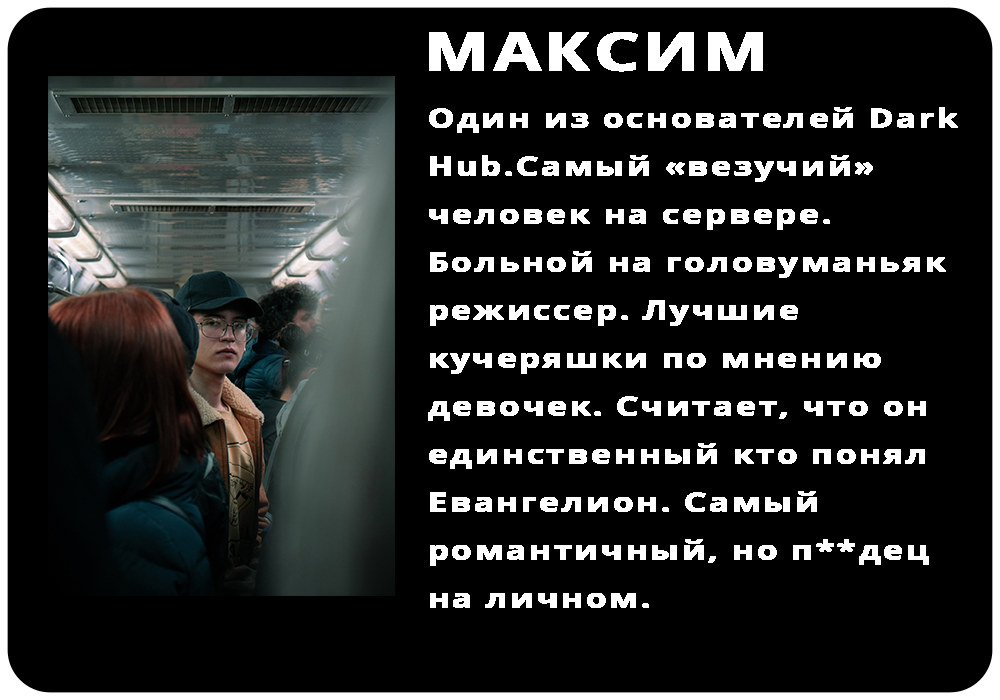 МАКСИМ
Один из основателей Dark
Hub.Самый «везучий»
человек на сервере.
Больной на головуманьяк
режиссер. Лучшие
кучеряшки по мнению
девочек. Считает, что он
единственный кто понял
Евангелион. Самый
романтичный, но п**дец
на личном.